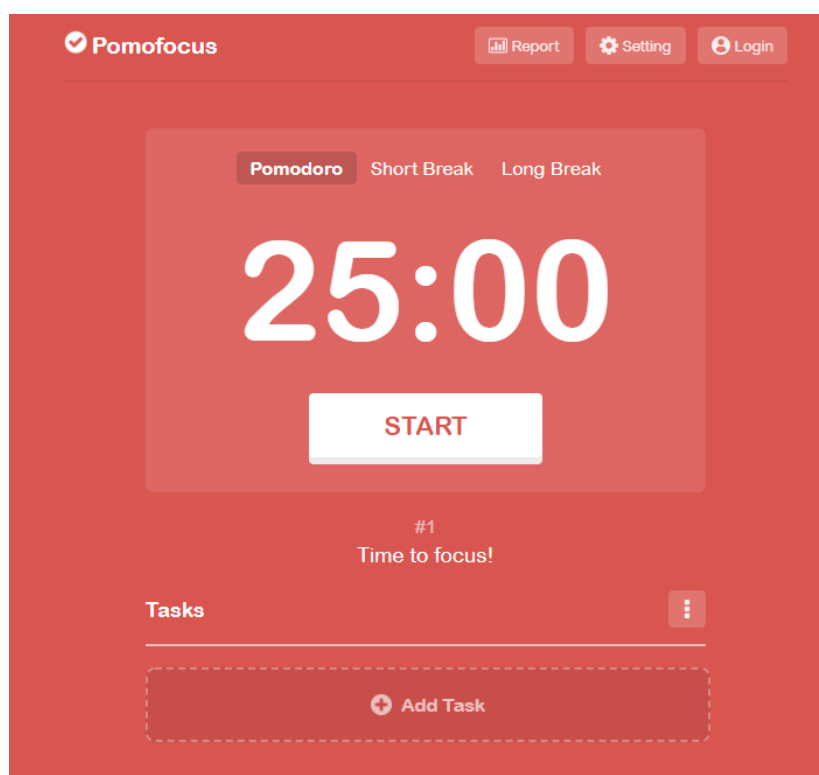 Pomofocus Report Setting Login
Pomodoro Short Break Long Break
25:00
START
#1
Time to focus!
Tasks
Add Task